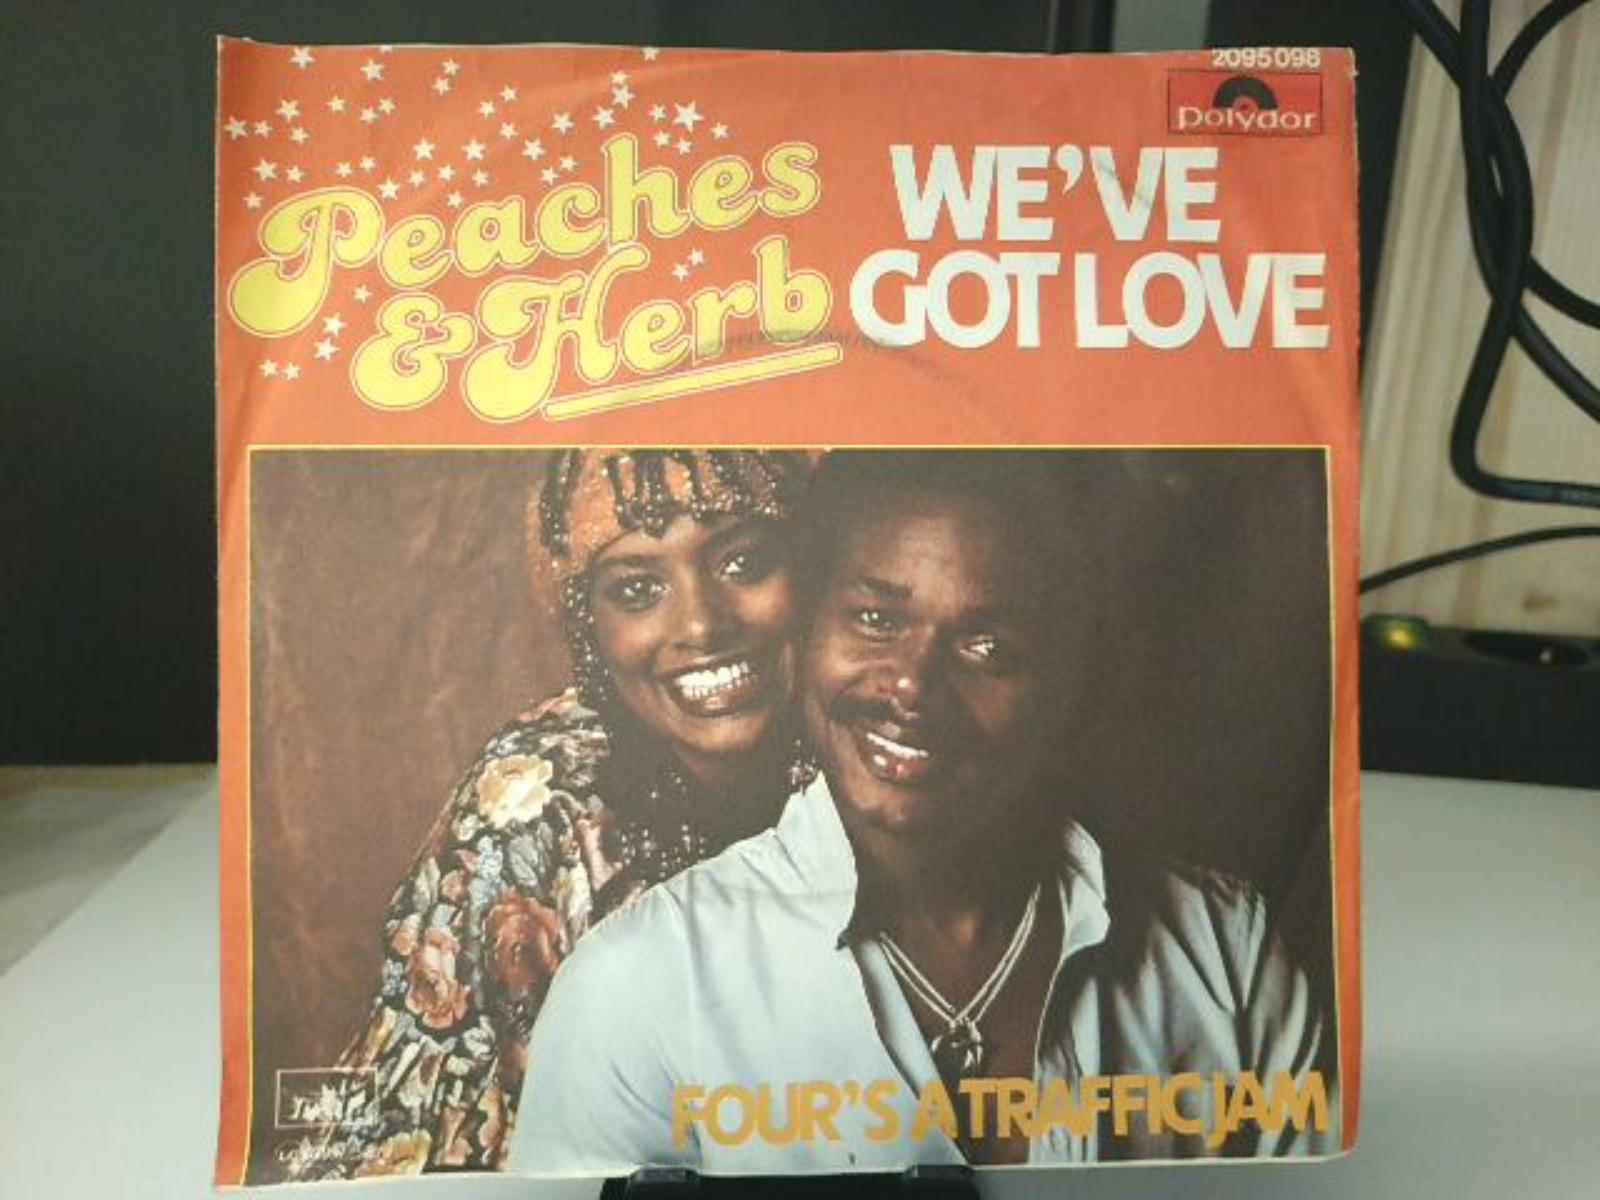 2095 098
polydor
Peaches
& Herb
WE'VE
GOT LOVE
FOUR'S A TRAFFIC JAM